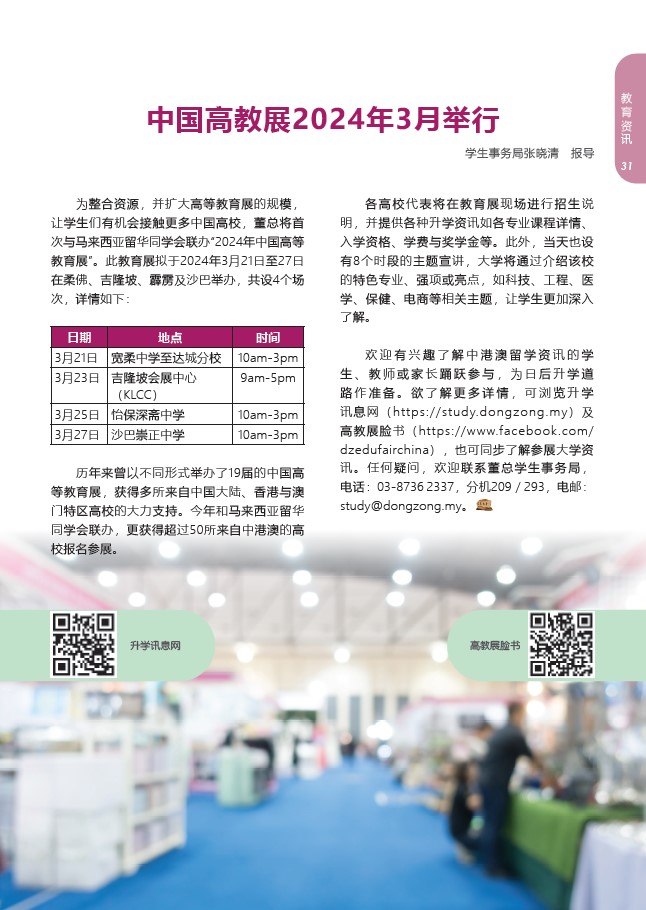 教育资讯
31
中国高教展2024年3月举行
学生事务局张晓清 报导
为整合资源，并扩大高等教育展的规模，
让学生们有机会接触更多中国高校，董总将首
次与马来西亚留华同学会联办“2024年中国高等
教育展”。此教育展拟于2024年3月21日至27日
在柔佛、吉隆坡、霹雳及沙巴举办，共设4个场
次，详情如下：
日期 地点 时间
3月21日 宽柔中学至达城分校 10am-3pm
3月23日 吉隆坡会展中心 9am-5pm
（KLCC）
3月25日 怡保深斋中学 10am-3pm
3月27日 沙巴崇正中学 10am-3pm
历年来曾以不同形式举办了19届的中国高
等教育展，获得多所来自中国大陆、香港与澳
门特区高校的大力支持。今年和马来西亚留华
同学会联办，更获得超过50所来自中港澳的高
校报名参展。
各高校代表将在教育展现场进行招生说
明，并提供各种升学资讯如各专业课程详情、
入学资格、学费与奖学金等。此外，当天也设
有8个时段的主题宣讲，大学将通过介绍该校
的特色专业、强项或亮点，如科技、工程、医
学、保健、电商等相关主题，让学生更加深入
了解。
欢迎有兴趣了解中港澳留学资讯的学
生、教师或家长踊跃参与，为日后升学道
路作准备。欲了解更多详情，可浏览升学
讯息网（https://study.dongzong.my）及
高教展脸书（https://www.facebook.com/
dzedufairchina），也可同步了解参展大学资
讯。任何疑问，欢迎联系董总学生事务局，
电话：03-8736 2337，分机209 / 293，电邮：
study@dongzong.my。
升学讯息网
高教展脸书